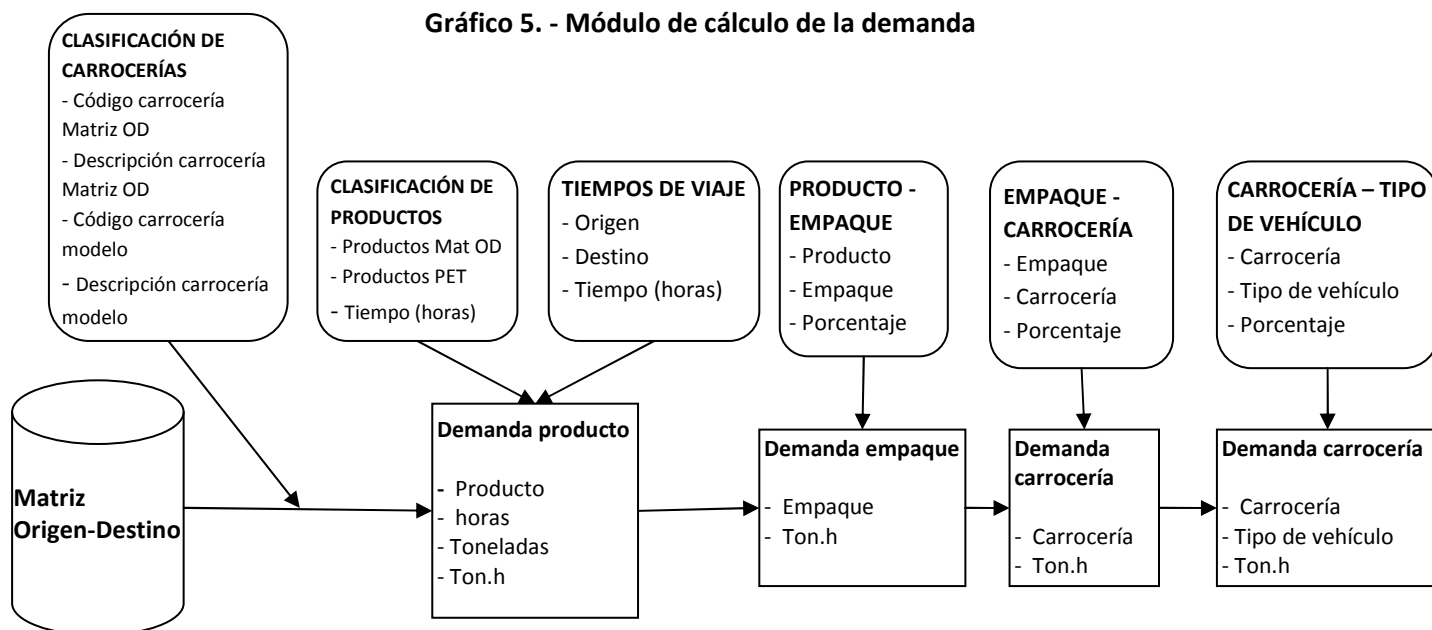 Gráfico 5. - Módulo de cálculo de la demanda
CLASIFICACIÓN DE
CARROCERÍAS
- Código carrocería
Matriz OD
- Descripción carrocería
Matriz OD
- Código carrocería
modelo
- Descripción carrocería
modelo
CLASIFICACIÓN DE
PRODUCTOS
- Productos Mat OD
- Productos PET
- Tiempo (horas)
TIEMPOS DE VIAJE
- Origen
- Destino
- Tiempo (horas)
PRODUCTO -
EMPAQUE
- Producto
- Empaque
- Porcentaje
EMPAQUE -
CARROCERÍA
- Empaque
- Carrocería
- Porcentaje
CARROCERÍA – TIPO
DE VEHÍCULO
- Carrocería
- Tipo de vehículo
- Porcentaje
Matriz
Origen-Destino
Demanda producto
- Producto
- horas
- Toneladas
- Ton.h
Demanda empaque
- Empaque
- Ton.h
Demanda
carrocería
- Carrocería
- Ton.h
Demanda carrocería
- Carrocería
- Tipo de vehículo
- Ton.h